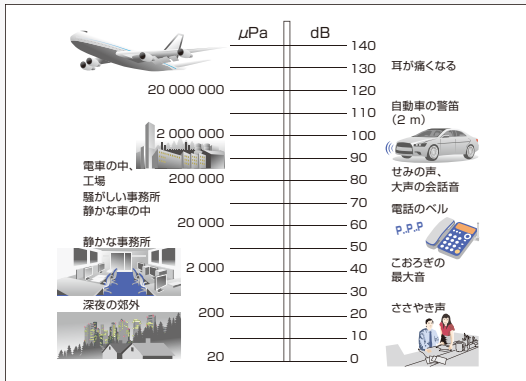 μPa
dB
140
130
耳が痛くなる
20 000 000
120
110
自動車の警笛
(2 m)
2 000 000
100
90
電車の中、
工場
200 000
80
せみの声、
大声の会話音
騒がしい事務所
静かな車の中
70
電話のベル
20 000
60
P..P..P
静かな事務所
50
こおろぎの
最大音
2 000
40
深夜の郊外
30
ささやき声
200
20
10
20
0